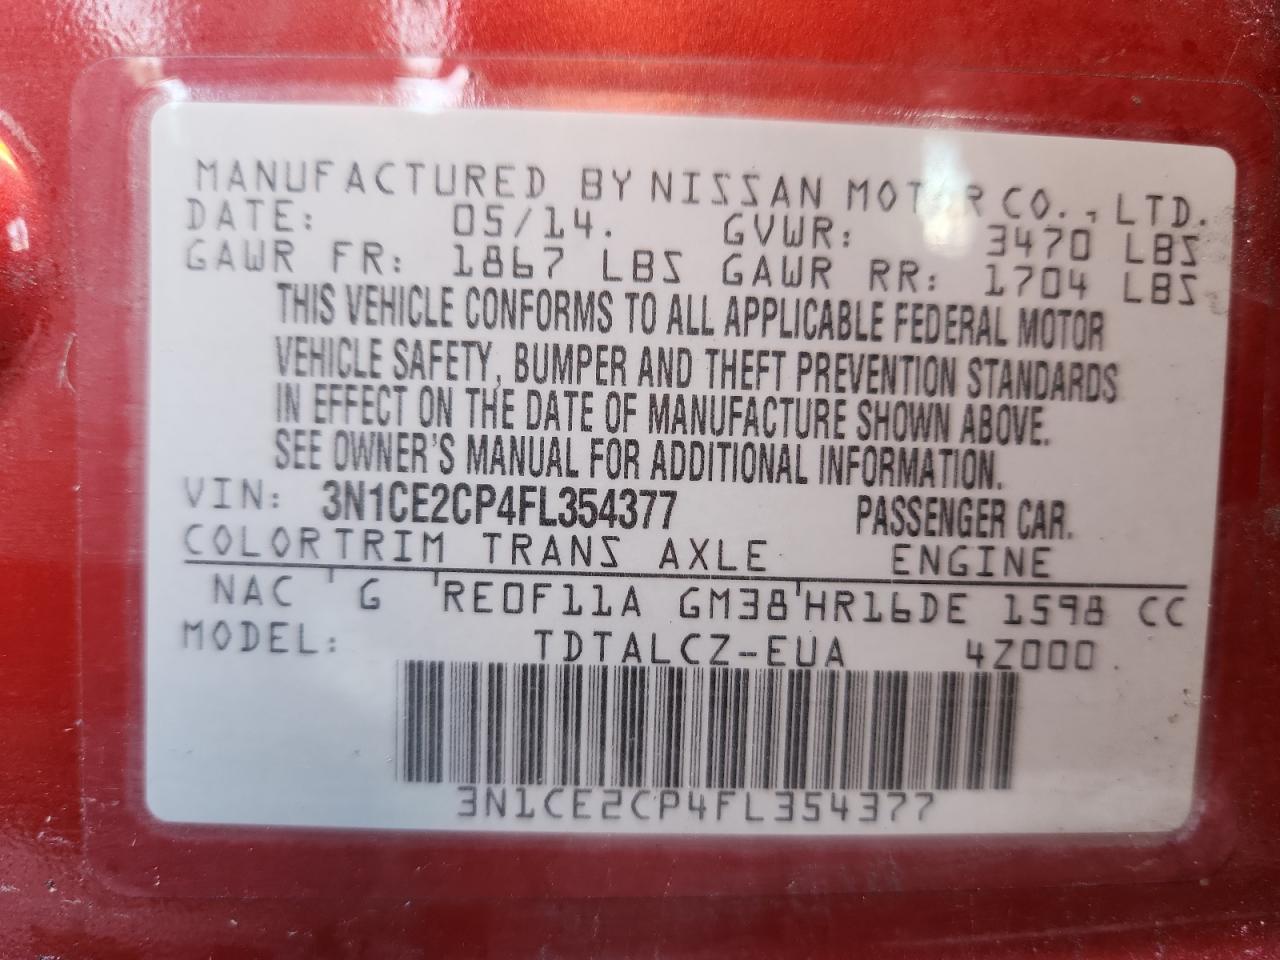 MANUFACTURED BY NISSAN MOTOR CO., LTD.
DATE: 05/14. GVWR: 3470 LBS
GAWR FR: 1867 LBS GAWR RR: 1704 LBS
THIS VEHICLE CONFORMS TO ALL APPLICABLE FEDERAL MOTOR
VEHICLE SAFETY, BUMPER AND THEFT PREVENTION STANDARDS
IN EFFECT ON THE DATE OF MANUFACTURE SHOWN ABOVE.
SEE OWNER'S MANUAL FOR ADDITIONAL INFORMATION.
VIN: 3N1CE2CP4FL354377 PASSENGER CAR.
COLOR TRIM TRANS AXLE ENGINE
NAC G RE0F11A GM38 HR16DE 1598 CC
MODEL: TDTALCZ-EUA 4Z000.
3N1CE2CP4FL354377